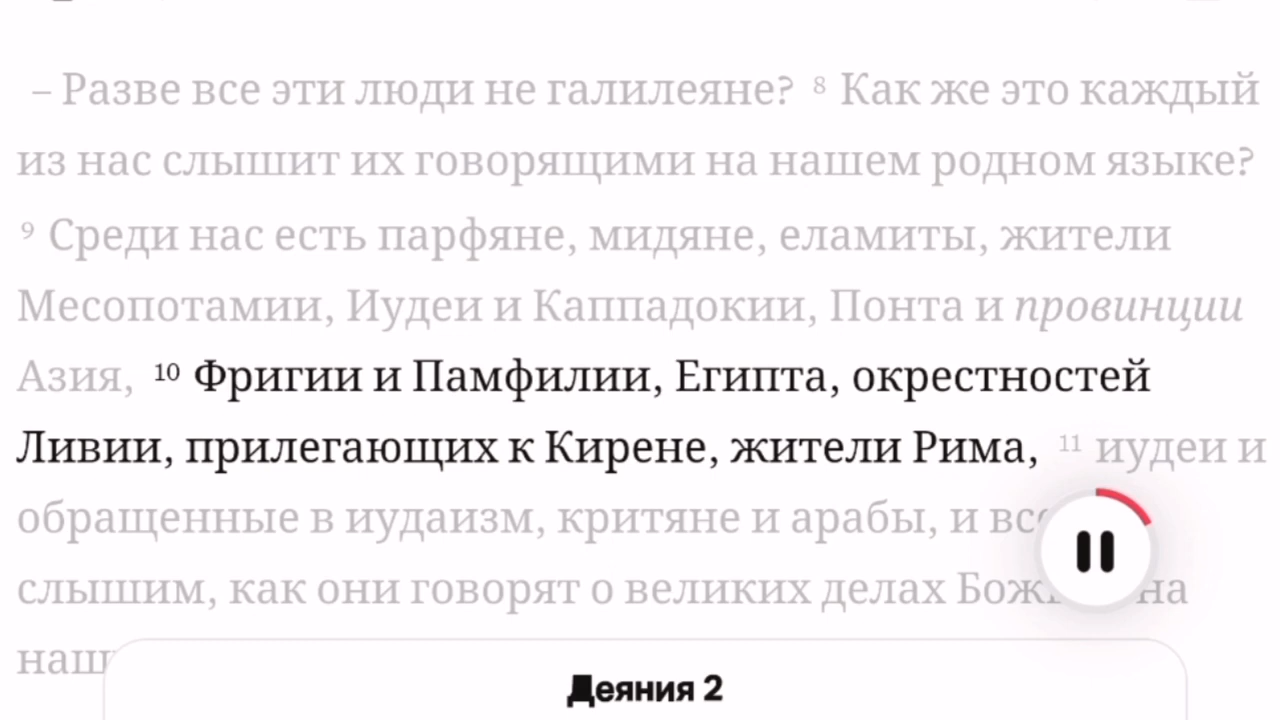 – Разве все эти люди не галилеяне? 8 Как же это каждый
из нас слышит их говорящими на нашем родном языке?
9 Среди нас есть парфяне, мидяне, еламиты, жители
Месопотамии, Иудеи и Каппадокии, Понта и провинции
Азия, 10 Фригии и Памфилии, Египта, окрестностей
Ливии, прилегающих к Кирене, жители Рима, 11 иудеи и
обращенные в иудаизм, критяне и арабы, и
слышим, как они говорят о великих делах на
Деяния 2